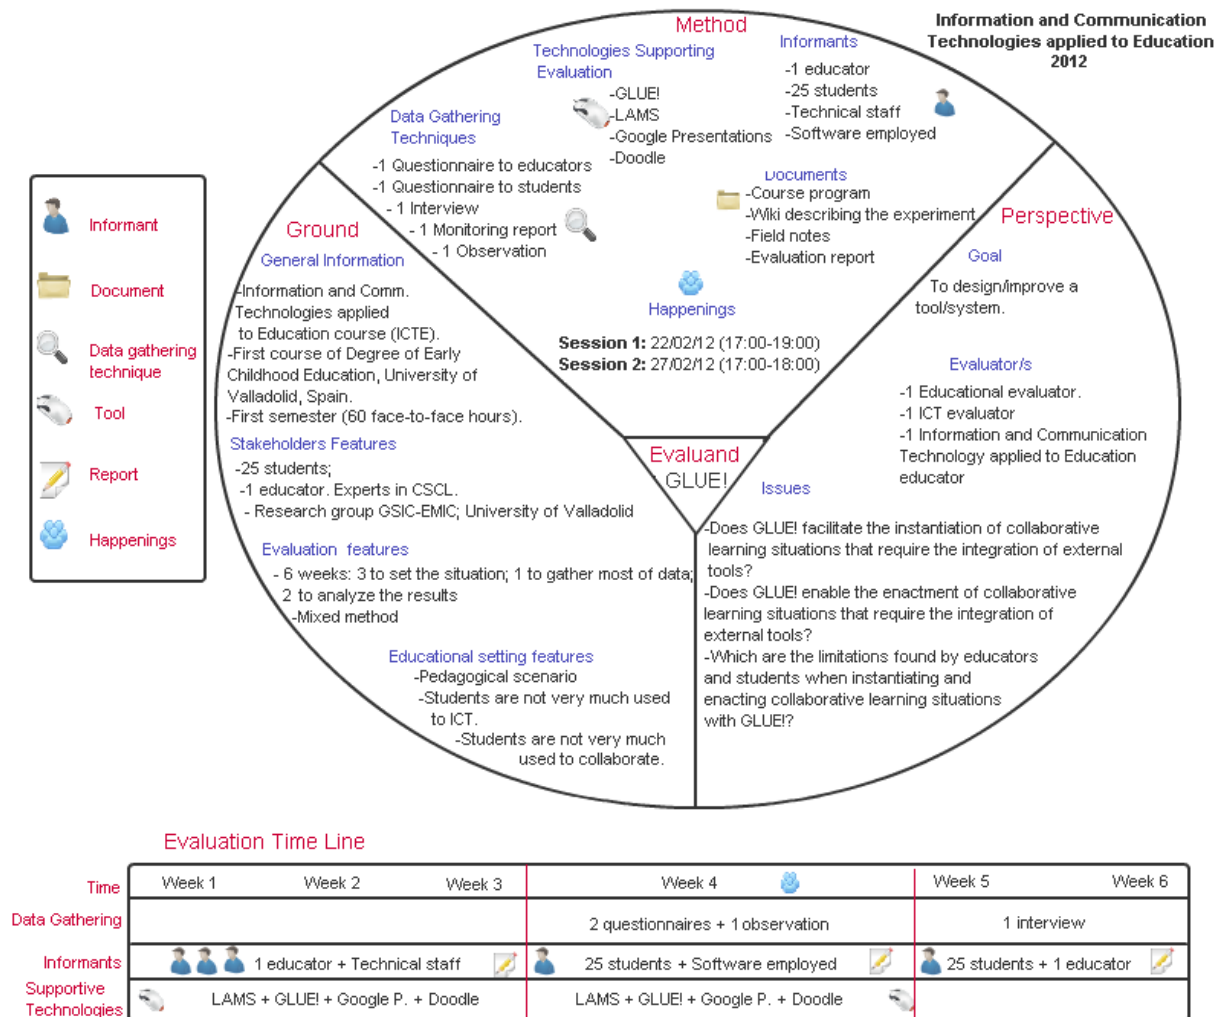 Information and Communication
Technologies applied to Education
2012
Method
Technologies Supporting
Evaluation
-GLUE!
-LAMS
-Google Presentations
-Doodle
Informants
-1 educator
-25 students
-Technical staff
-Software employed
Data Gathering
Techniques
-1 Questionnaire to educators
-1 Questionnaire to students
- 1 Interview
- 1 Monitoring report
- 1 Observation
Documents
-Course program
-Wiki describing the experiment
-Field notes
-Evaluation report
Happenings
Session 1: 22/02/12 (17:00-19:00)
Session 2: 27/02/12 (17:00-18:00)
Informant
Document
Data gathering
technique
Tool
Report
Happenings
Ground
General Information
-Information and Comm.
Technologies applied
to Education course (ICTE).
-First course of Degree of Early
Childhood Education, University of
Valladolid, Spain.
-First semester (60 face-to-face hours).
Stakeholders Features
-25 students;
-1 educator. Experts in CSCL.
- Research group GSIC-EMIC; University of Valladolid
Evaluation features
- 6 weeks: 3 to set the situation; 1 to gather most of data;
2 to analyze the results
-Mixed method
Educational setting features
-Pedagogical scenario
-Students are not very much used
to ICT.
-Students are not very much
used to collaborate.
Evaluand
GLUE!
Perspective
Goal
To design/improve a
tool/system.
Evaluator/s
-1 Educational evaluator.
-1 ICT evaluator
-1 Information and Communication
Technology applied to Education
educator
Issues
-Does GLUE! facilitate the instantiation of collaborative
learning situations that require the integration of external
tools?
-Does GLUE! enable the enactment of collaborative
learning situations that require the integration of
external tools?
-Which are the limitations found by educators
and students when instantiating and
enacting collaborative learning situations
with GLUE!?
Evaluation Time Line
Time Week 1 Week 2 Week 3 Week 4 Week 5 Week 6
Data Gathering 2 questionnaires + 1 observation 1 interview
Informants 1 educator + Technical staff 25 students + Software employed 25 students + 1 educator
Supportive
Technologies LAMS + GLUE! + Google P. + Doodle LAMS + GLUE! + Google P. + Doodle